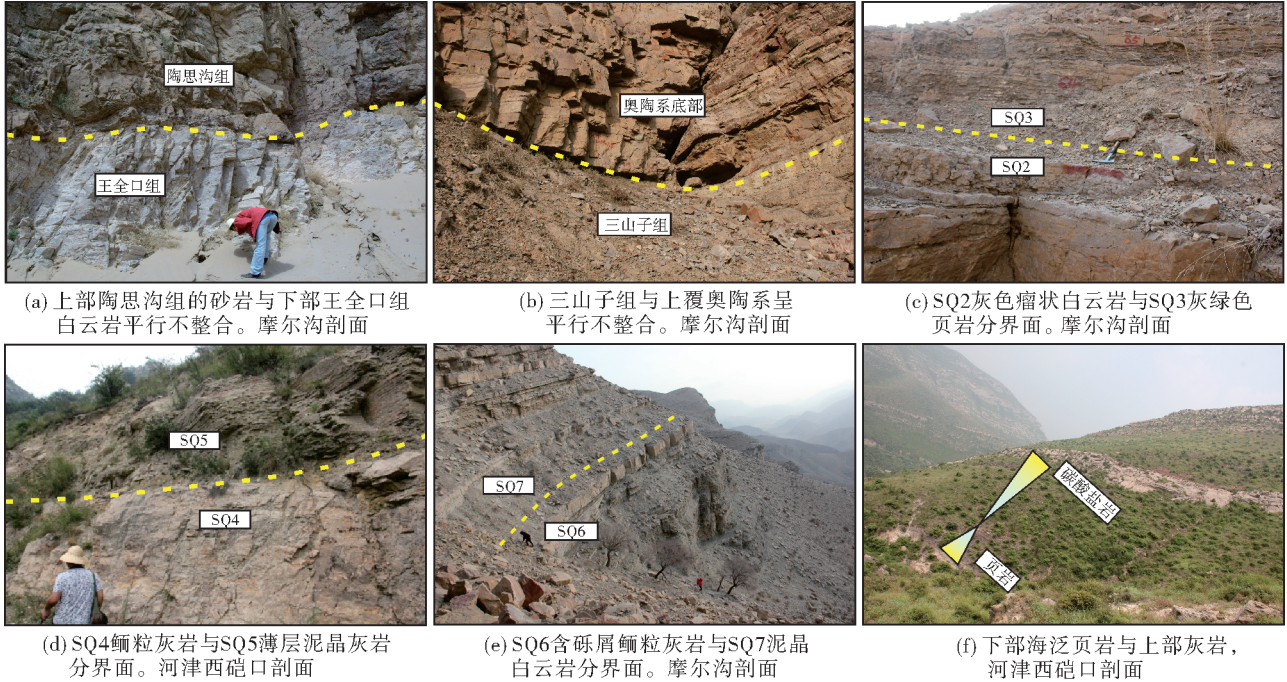 陶思沟组
王全口组
(a) 上部陶思沟组的砂岩与下部王全口组
白云岩平行不整合。摩尔沟剖面
奥陶系底部
三山子组
(b) 三山子组与上覆奥陶系呈
平行不整合。摩尔沟剖面
SQ3
SQ2
(c) SQ2灰色瘤状白云岩与SQ3灰绿色
页岩分界面。摩尔沟剖面
SQ5
SQ4
(d) SQ4鲕粒灰岩与SQ5薄层泥晶灰岩
分界面。河津西硙口剖面
SQ7
SQ6
(e) SQ6含砾屑鲕粒灰岩与SQ7泥晶
白云岩分界面。摩尔沟剖面
碳酸盐岩
页岩
(f) 下部海泛页岩与上部灰岩,
河津西硙口剖面